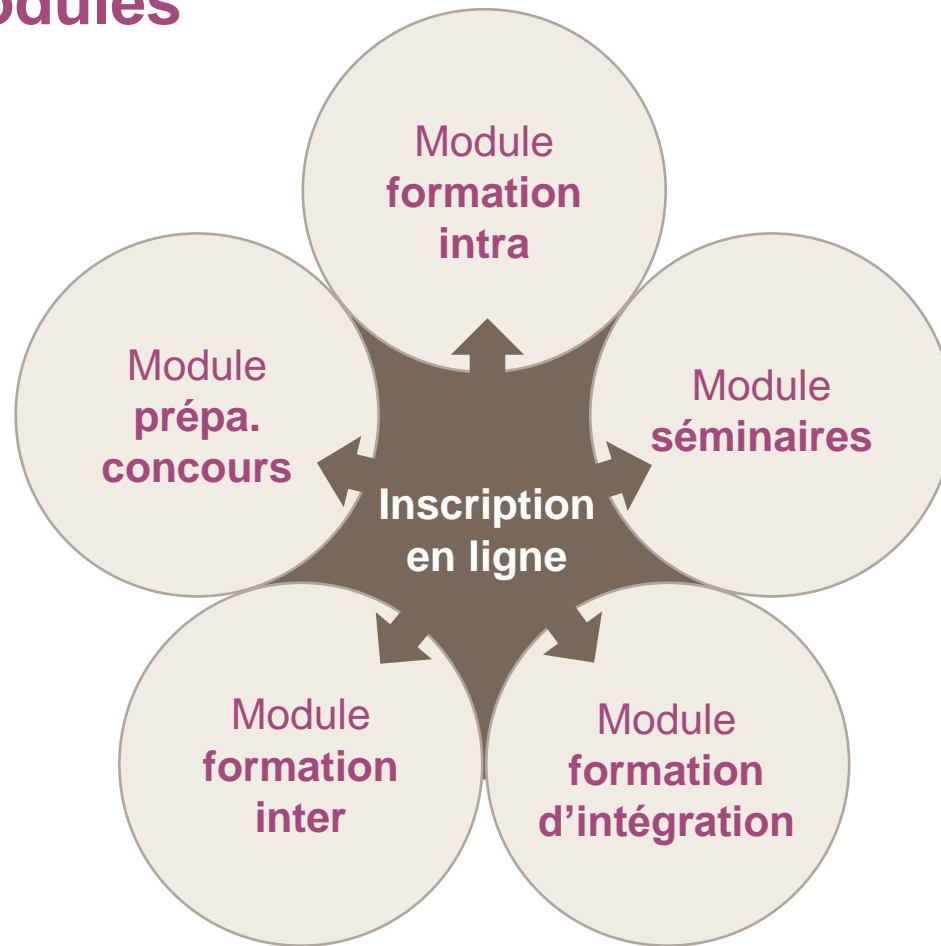 odules
Module
formation
intra
Module
prépa.
concours
Module
séminaires
Inscription
en ligne
Module
formation
inter
Module
formation
d’intégration